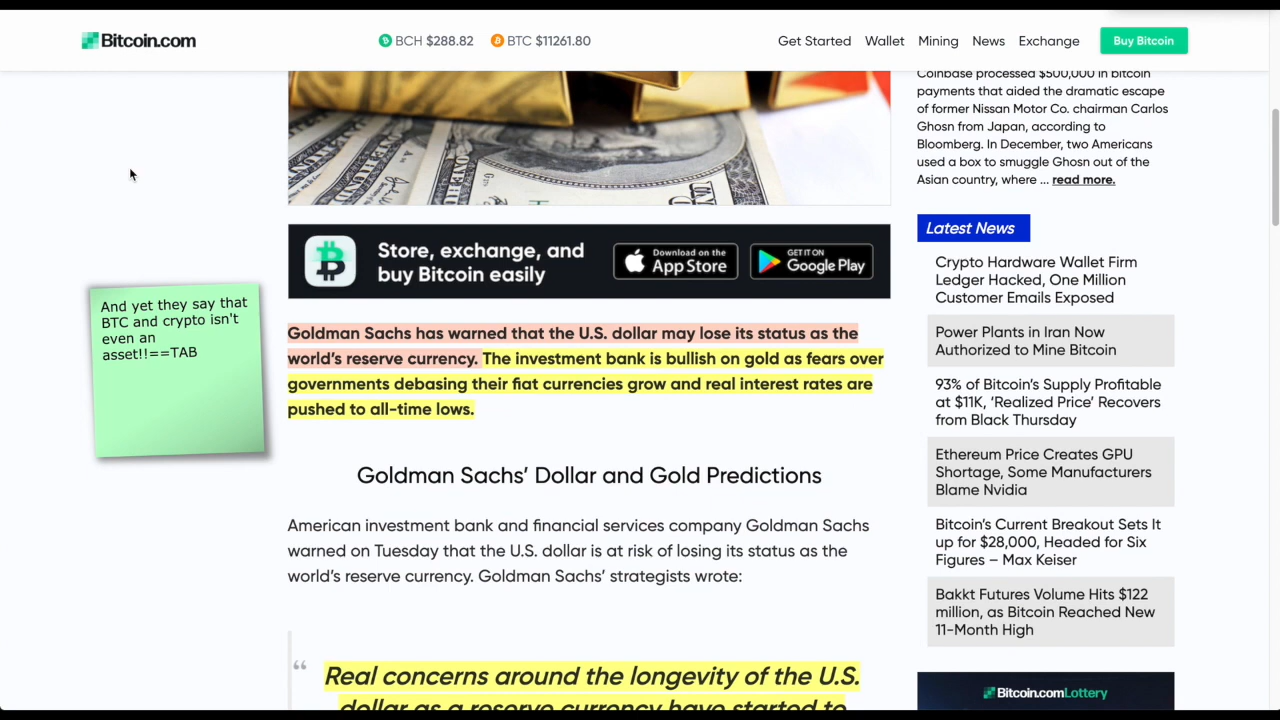 Bitcoin.com
BCH $288.82
BTC $11261.80
Get Started
Wallet
Mining
News
Exchange
Buy Bitcoin
Store, exchange, and
buy Bitcoin easily
Download on the
App Store
GET IT ON
Google Play
And yet they say that
BTC and crypto isn't
even an
asset!!==TAB
Goldman Sachs has warned that the U.S. dollar may lose its status as the
world's reserve currency. The investment bank is bullish on gold as fears over
governments debasing their fiat currencies grow and real interest rates are
pushed to all-time lows.
Goldman Sachs' Dollar and Gold Predictions
American investment bank and financial services company Goldman Sachs
warned on Tuesday that the U.S. dollar is at risk of losing its status as the
world's reserve currency. Goldman Sachs' strategists wrote:
“ Real concerns around the longevity of the U.S.
dollar as a reserve currency have started to
Coinbase processed $500,000 in bitcoin
payments that aided the dramatic escape
of former Nissan Motor Co. chairman Carlos
Ghosn from Japan, according to
Bloomberg. In December, two Americans
used a box to smuggle Ghosn out of the
Asian country, where ... read more.
Latest News
Crypto Hardware Wallet Firm
Ledger Hacked, One Million
Customer Emails Exposed
Power Plants in Iran Now
Authorized to Mine Bitcoin
93% of Bitcoin's Supply Profitable
at $11K, 'Realized Price' Recovers
from Black Thursday
Ethereum Price Creates GPU
Shortage, Some Manufacturers
Blame Nvidia
Bitcoin's Current Breakout Sets It
up for $28,000, Headed for Six
Figures – Max Keiser
Bakkt Futures Volume Hits $122
million, as Bitcoin Reached New
11-Month High
Bitcoin.comLottery